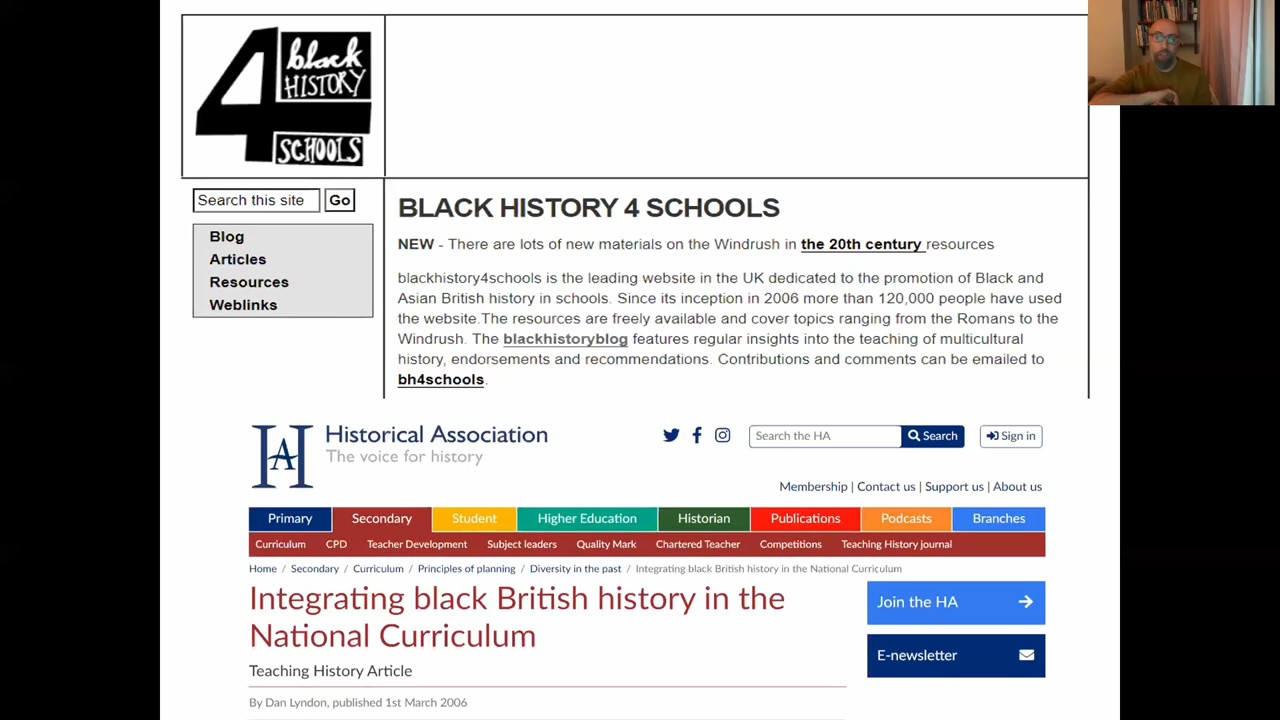 4 black
HISTORY
SCHOOLS
Search this site Go
Blog
Articles
Resources
Weblinks
BLACK HISTORY 4 SCHOOLS
NEW - There are lots of new materials on the Windrush in the 20th century resources
blackhistory4schools is the leading website in the UK dedicated to the promotion of Black and
Asian British history in schools. Since its inception in 2006 more than 120,000 people have used
the website.The resources are freely available and cover topics ranging from the Romans to the
Windrush. The blackhistoryblog features regular insights into the teaching of multicultural
history, endorsements and recommendations. Contributions and comments can be emailed to
bh4schools.
HA
Historical Association
The voice for history
Search the HA Search Sign in
Membership | Contact us | Support us | About us
Primary Secondary Student Higher Education Historian Publications Podcasts Branches
Curriculum CPD Teacher Development Subject leaders Quality Mark Chartered Teacher Competitions Teaching History journal
Home / Secondary / Curriculum / Principles of planning / Diversity in the past / Integrating black British history in the National Curriculum
Integrating black British history in the
National Curriculum
Teaching History Article
By Dan Lyndon, published 1st March 2006
Join the HA
E-newsletter